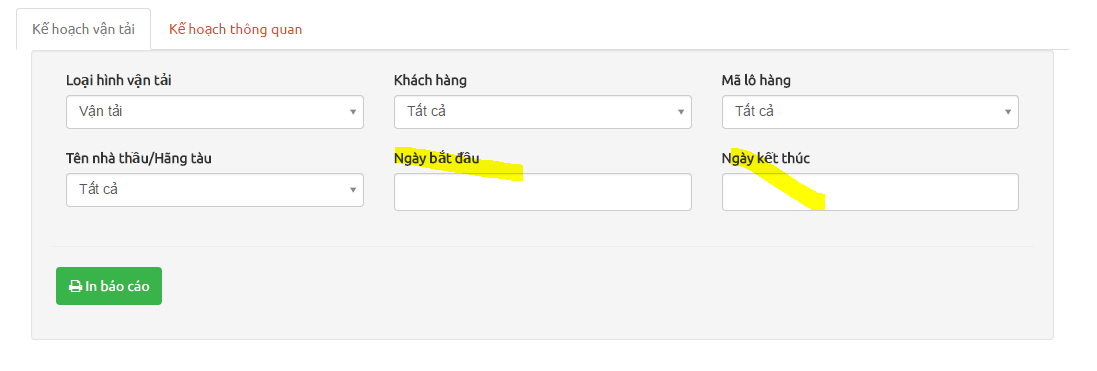 Kế hoạch vận tải
Kế hoạch thông quan
Loại hình vận tải
Khách hàng
Mã lô hàng
Vận tải
Tất cả
Tất cả
Tên nhà thầu/Hãng tàu
Ngày bắt đầu
Ngày kết thúc
Tất cả
In báo cáo